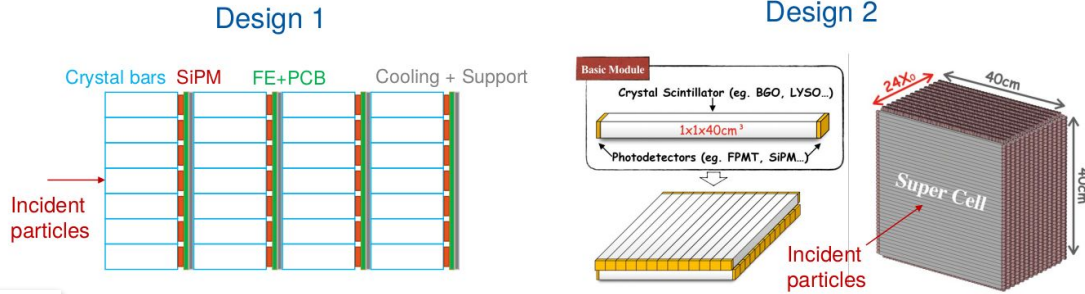 Design 1
Crystal bars SiPM FE+PCB Cooling + Support
Incident
particles
Design 2
Basic Module
Crystal Scintillator (eg. BGO, LYSO...)
1x1x40cm³
Photodetectors (eg. FPMT, SiPM...)
24X₀
40cm
40cm
Super Cell
Incident
particles